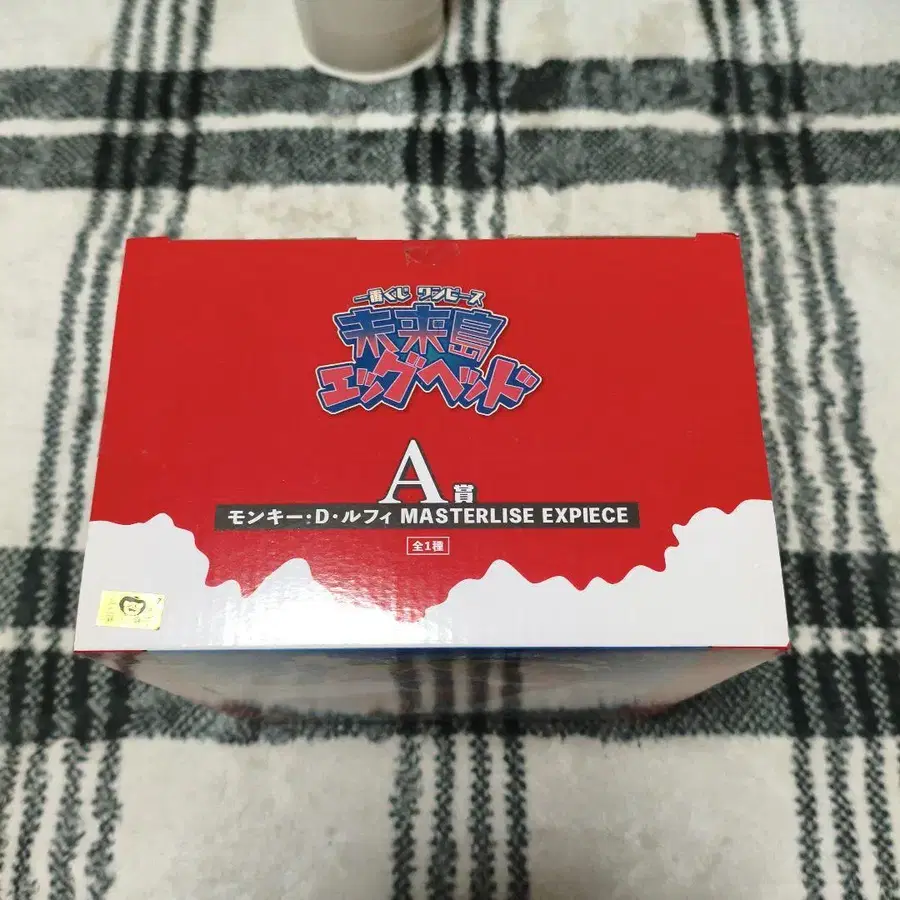 一番くじ ワンピース
未来島
エッグヘッド
A賞
モンキー・D・ルフィ MASTERLISE EXPIECE
全1種